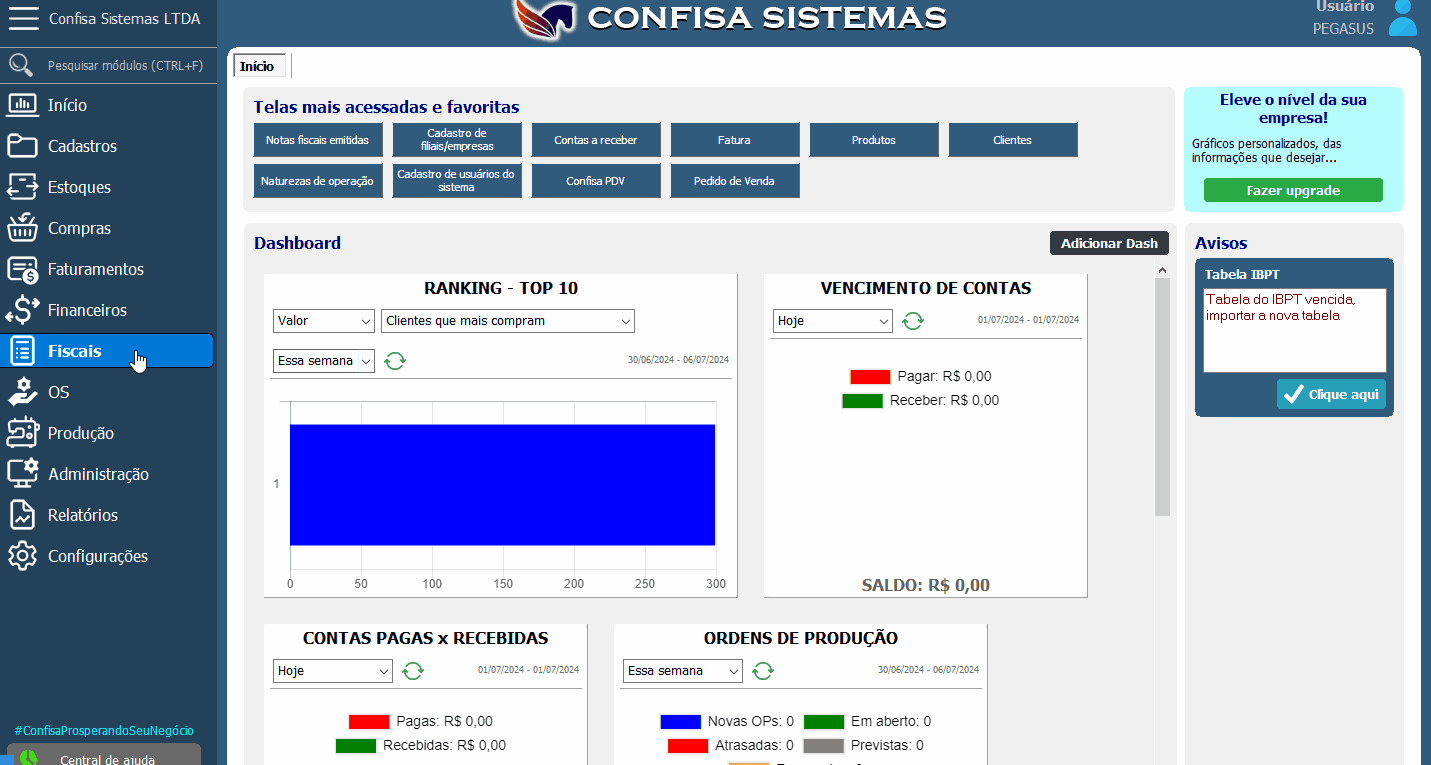 Confisa Sistemas LTDA
CONFISA SISTEMAS
Usuário
PEGASUS
Pesquisar módulos (CTRL+F)
Início
Cadastros
Estoques
Compras
Faturamentos
Financeiros
Fiscais
OS
Produção
Administração
Relatórios
Configurações
#ConfisaProsperandoSeuNegócio
Central de ajuda
Início
Telas mais acessadas e favoritas
Notas fiscais emitidas
Cadastro de
filiais/empresas
Contas a receber
Fatura
Produtos
Clientes
Naturezas de operação
Cadastro de usuários do
sistema
Confisa PDV
Pedido de Venda
Eleve o nível da sua
empresa!
Gráficos personalizados, das
informações que desejar...
Fazer upgrade
Dashboard
Adicionar Dash
RANKING - TOP 10
Valor
Clientes que mais compram
Essa semana
30/06/2024 - 06/07/2024
1
0 50 100 150 200 250 300
VENCIMENTO DE CONTAS
Hoje
01/07/2024 - 01/07/2024
Pagar: R$ 0,00
Receber: R$ 0,00
SALDO: R$ 0,00
CONTAS PAGAS x RECEBIDAS
Hoje
01/07/2024 - 01/07/2024
Pagas: R$ 0,00
Recebidas: R$ 0,00
ORDENS DE PRODUÇÃO
Essa semana
30/06/2024 - 06/07/2024
Novas OPs: 0 Em aberto: 0
Atrasadas: 0 Previstas: 0
Avisos
Tabela IBPT
Tabela do IBPT vencida,
importar a nova tabela
Clique aqui